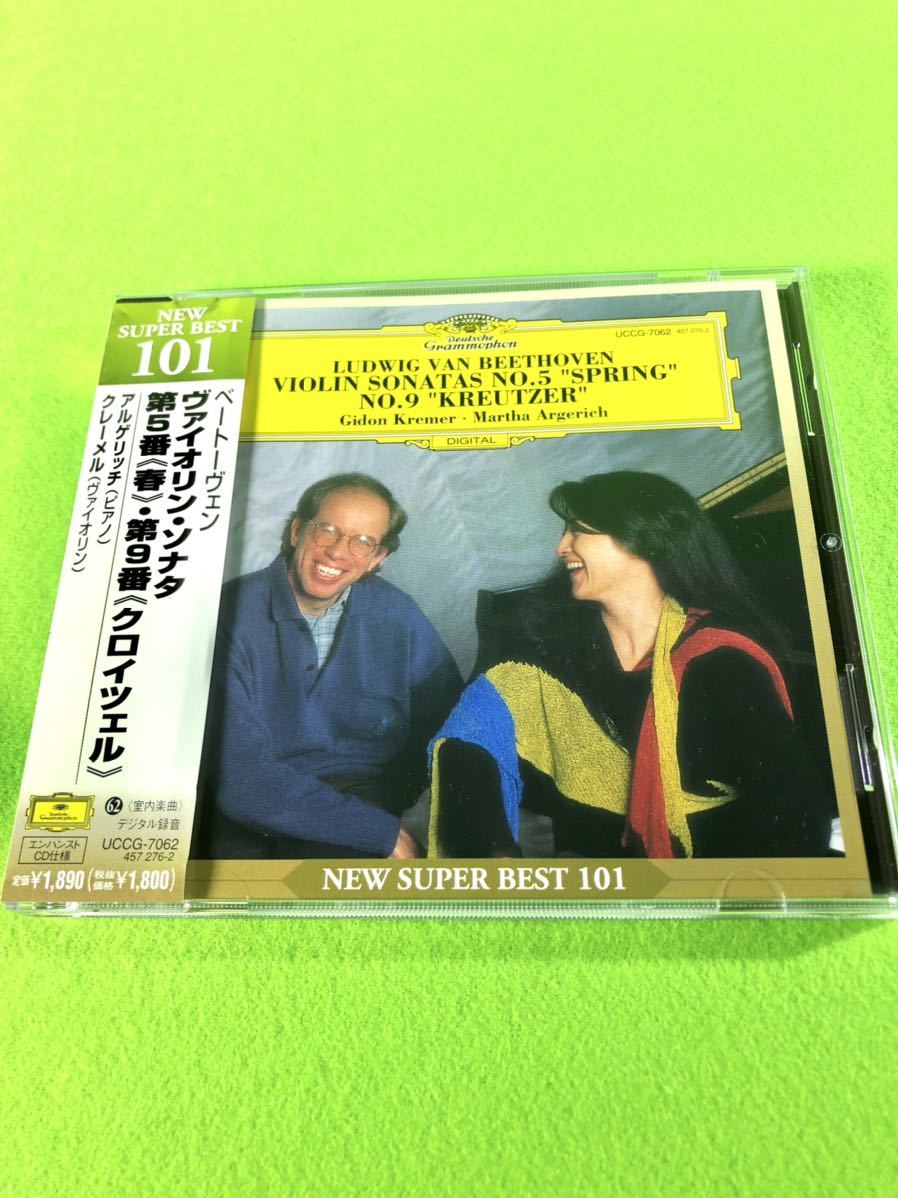 NEW
SUPER BEST
101
ベートーヴェン
ヴァイオリン・ソナタ
第5番《春》・第9番《クロイツェル》
アルゲリッチ(ピアノ)
クレーメル(ヴァイオリン)
Deutsche
Grammophon
62 〈室内楽曲〉
デジタル録音
エンハンスト
CD仕様
UCCG-7062
457 276-2
定価¥1,890(税抜価格¥1,800)
Deutsche
Grammophon
UCCG-7062 457 276-2
LUDWIG VAN BEETHOVEN
VIOLIN SONATAS NO.5 "SPRING"
NO.9 "KREUTZER"
Gidon Kremer · Martha Argerich
DIGITAL
NEW SUPER BEST 101